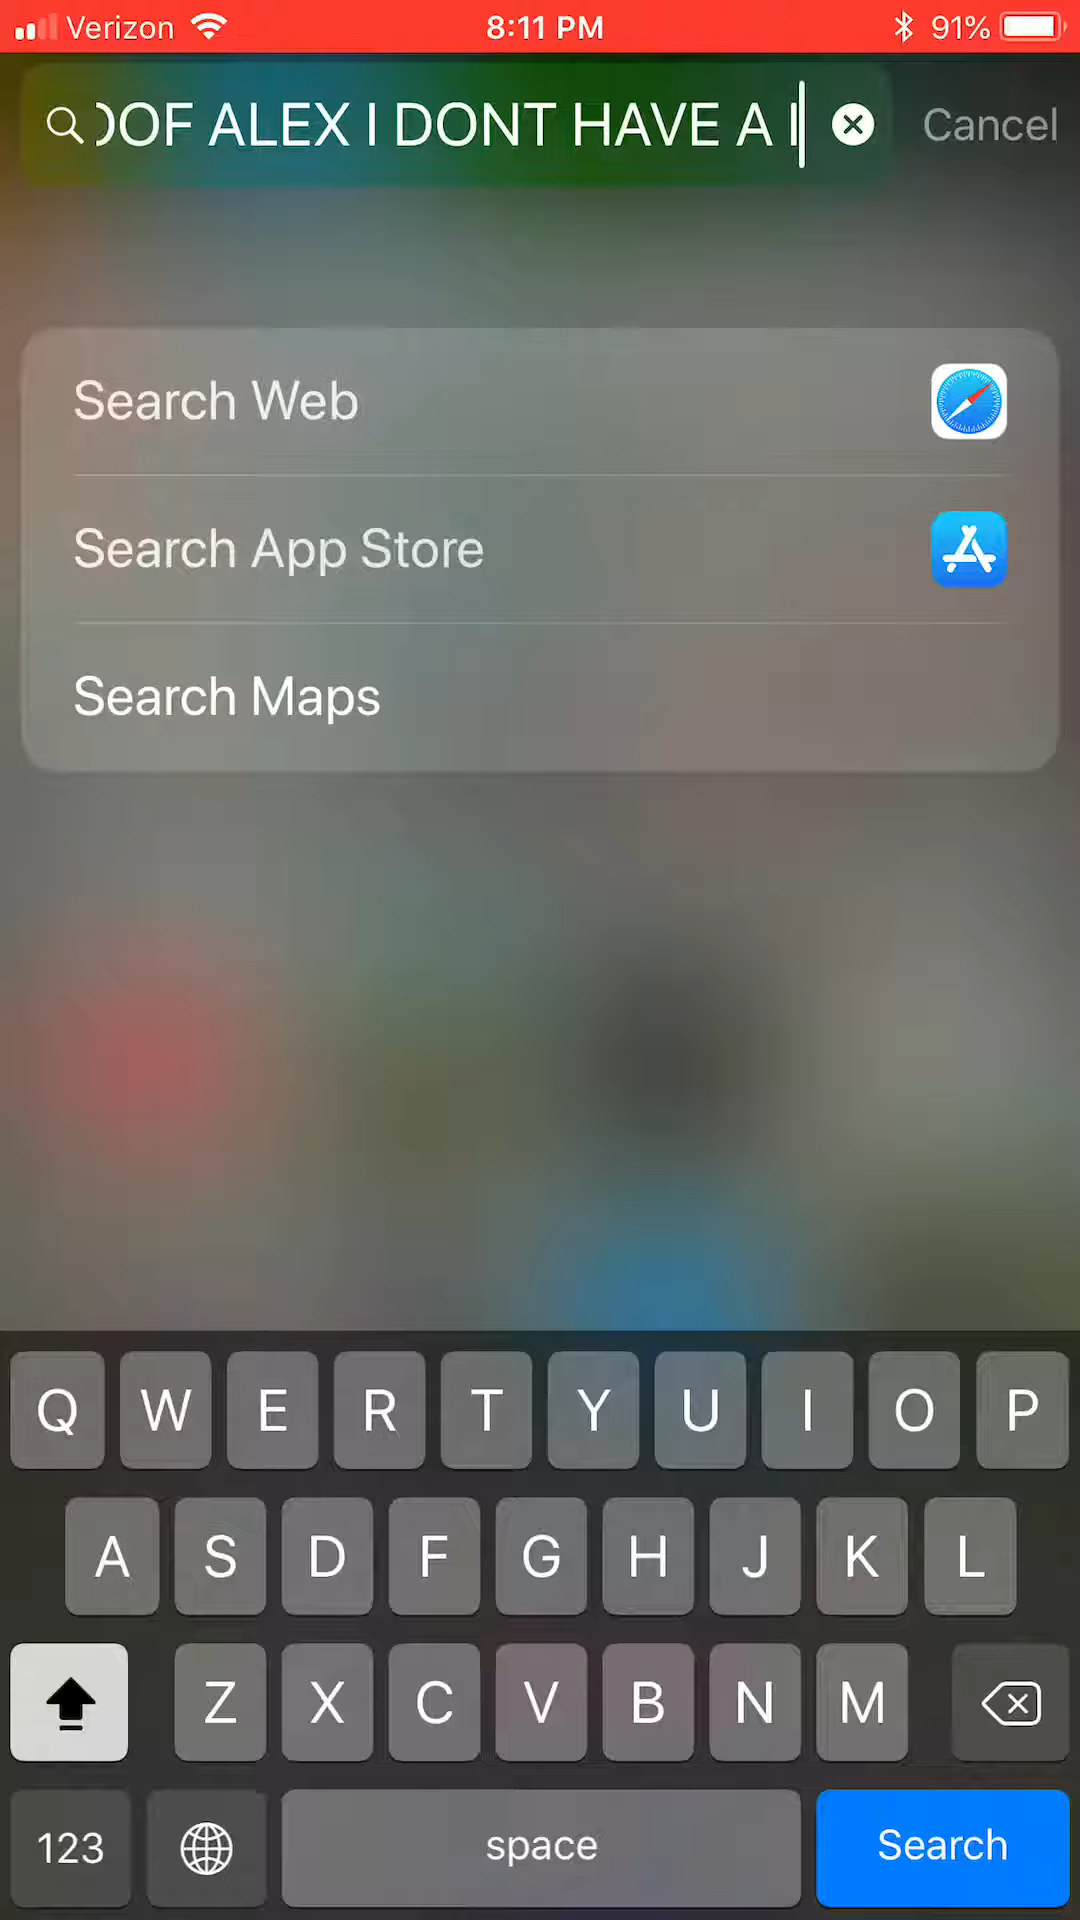 Verizon 8:11 PM 91%
OOF ALEX I DONT HAVE A Cancel
Search Web
Search App Store
Search Maps
Q W E R T Y U I O P
A S D F G H J K L
Z X C V B N M
123 space Search